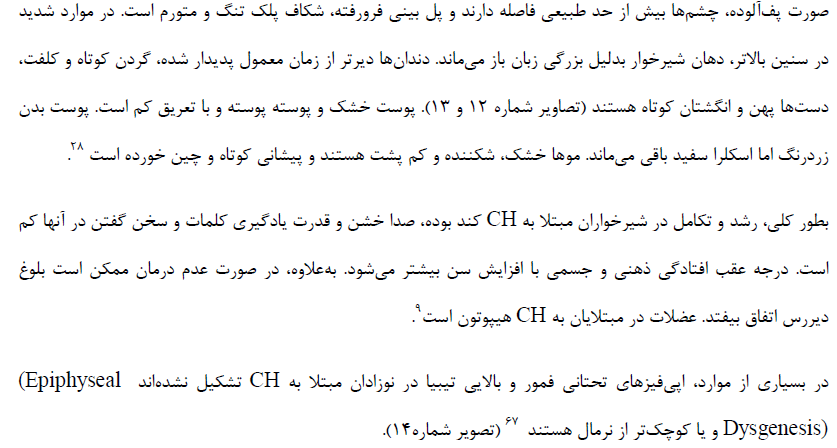 صورت پف‌آلوده، چشم‌ها بیش از حد طبیعی فاصله دارند و پل بینی فرورفته، شکاف پلک تنگ و متورم است. در موارد شدید
در سنین بالاتر، دهان شیرخوار بدلیل بزرگی زبان باز می‌ماند. دندان‌ها دیرتر از زمان معمول پدیدار شده، گردن کوتاه و کلفت،
دست‌ها پهن و انگشتان کوتاه هستند (تصاویر شماره ۱۲ و ۱۳). پوست خشک و پوسته پوسته و با تعریق کم است. پوست بدن
زردرنگ اما اسکلرا سفید باقی می‌ماند. موها خشک، شکننده و کم پشت هستند و پیشانی کوتاه و چین خورده است ۲۸.
بطور کلی، رشد و تکامل در شیرخواران مبتلا به CH کند بوده، صدا خشن و قدرت یادگیری کلمات و سخن گفتن در آنها کم
است. درجه عقب افتادگی ذهنی و جسمی با افزایش سن بیشتر می‌شود. به‌علاوه، در صورت عدم درمان ممکن است بلوغ
دیررس اتفاق بیفتد. عضلات در مبتلایان به CH هیپوتون است۹.
در بسیاری از موارد، اپی‌فیزهای تحتانی فمور و بالایی تیبیا در نوزادان مبتلا به CH تشکیل نشده‌اند (Epiphyseal
Dysgenesis) و یا کوچک‌تر از نرمال هستند ۶۷ (تصویر شماره۱۴).